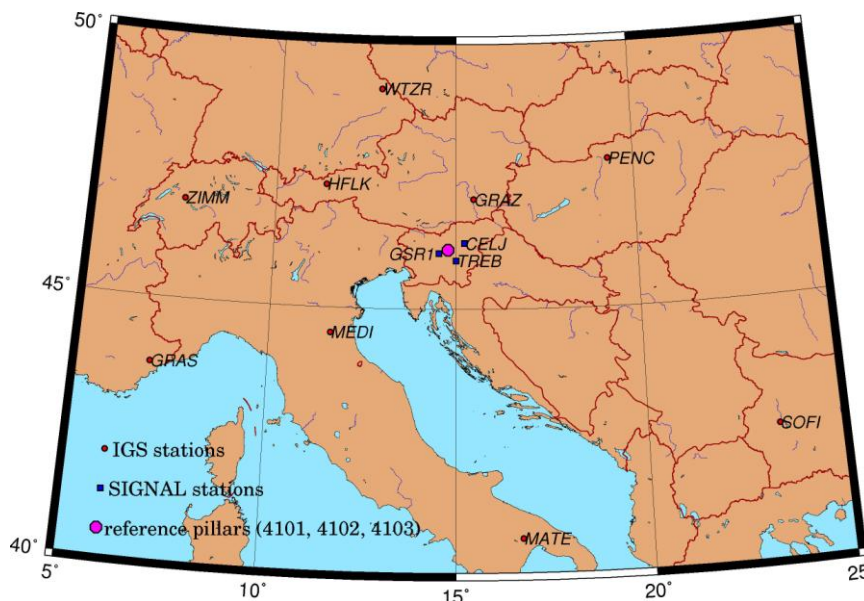 50°
WTZR
PENC
HFLK
ZIMM
GRAZ
CELJ
GSR1
TREB
45°
MEDI
GRAS
SOFI
IGS stations
SIGNAL stations
reference pillars (4101, 4102, 4103)
MATE
40°
5°
10°
15°
20°
25°